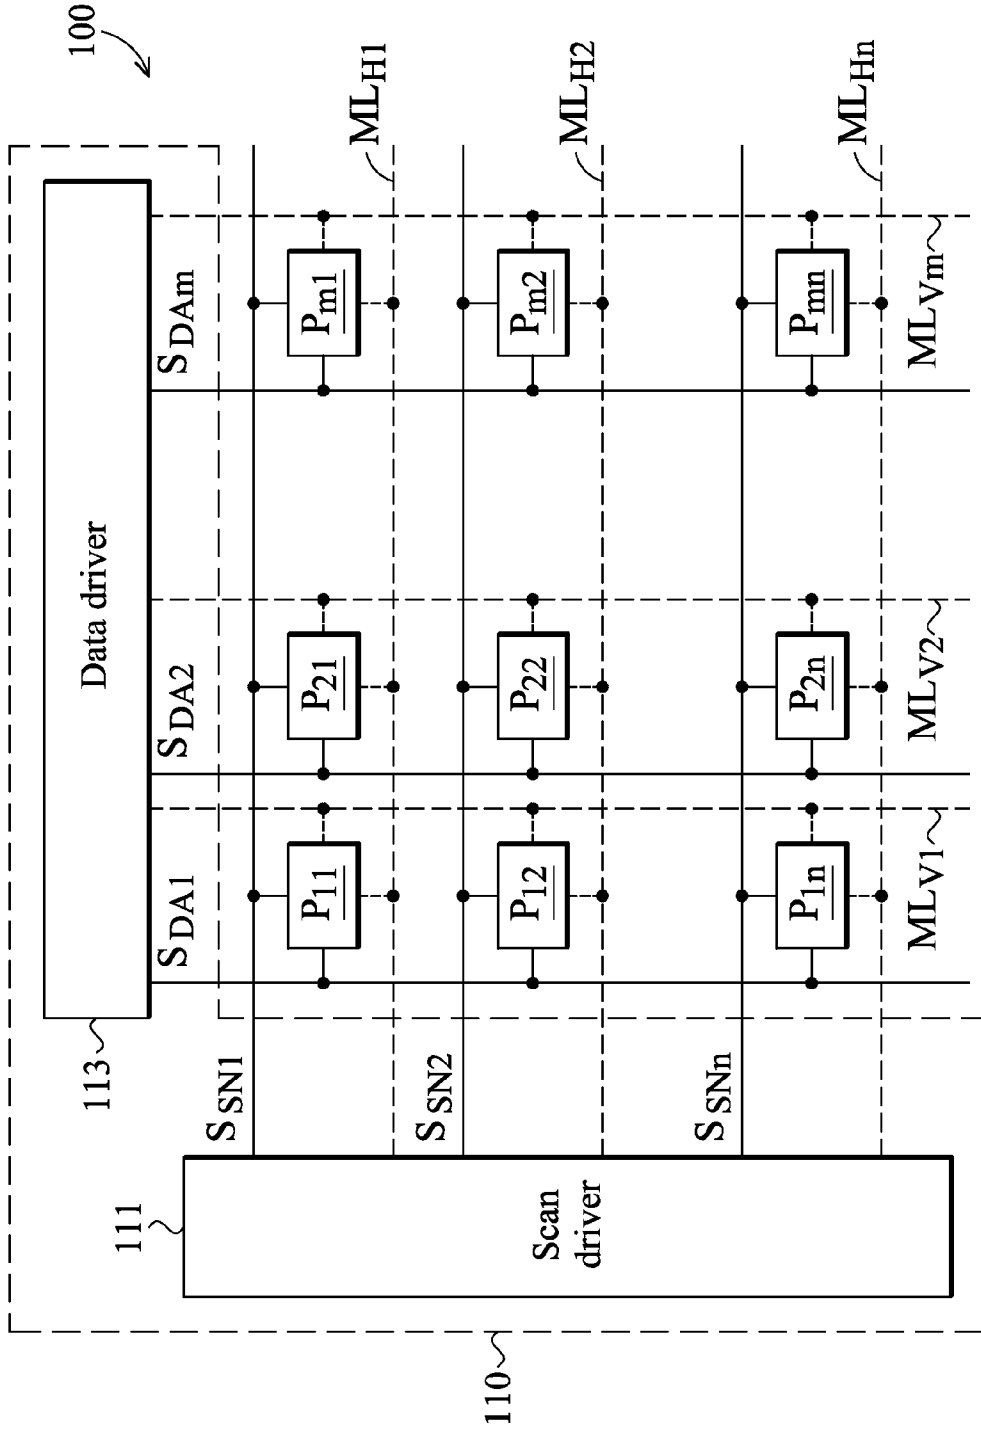 100
Data driver
113
S_DA1
S_DA2
S_DAm
S_SN1
P_11
P_21
P_m1
ML_H1
111
Scan
driver
S_SN2
P_12
P_22
P_m2
ML_H2
S_SNn
P_1n
P_2n
P_mn
ML_Hn
ML_V1
ML_V2
ML_Vm
110